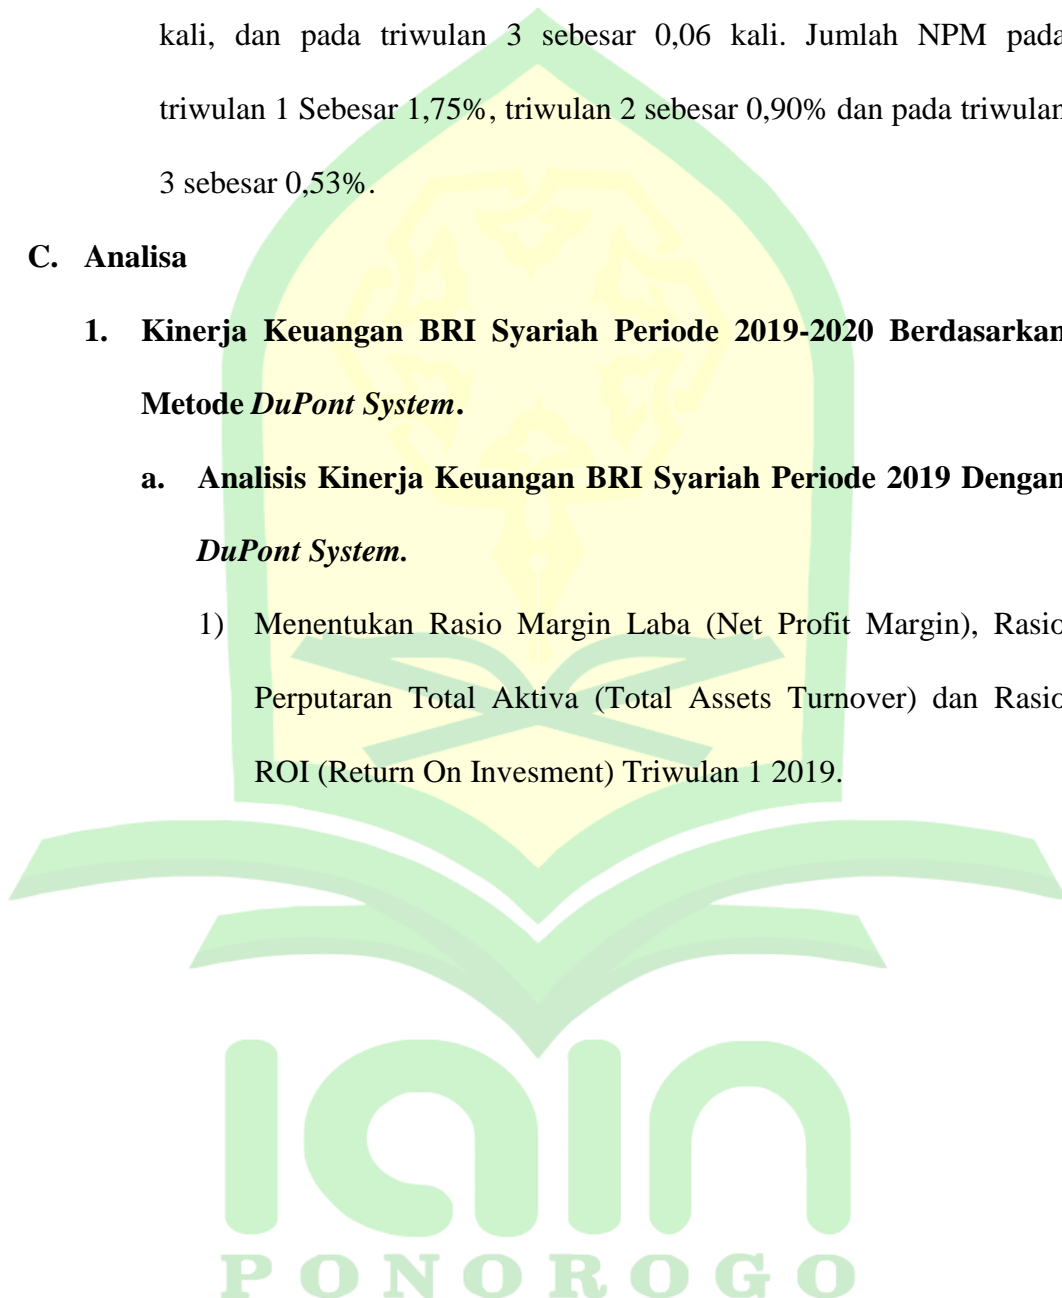 kali, dan pada triwulan 3 sebesar 0,06 kali. Jumlah NPM pada
triwulan 1 Sebesar 1,75%, triwulan 2 sebesar 0,90% dan pada triwulan
3 sebesar 0,53%.
C. Analisa
1. Kinerja Keuangan BRI Syariah Periode 2019-2020 Berdasarkan
Metode DuPont System.
a. Analisis Kinerja Keuangan BRI Syariah Periode 2019 Dengan
DuPont System.
1) Menentukan Rasio Margin Laba (Net Profit Margin), Rasio
Perputaran Total Aktiva (Total Assets Turnover) dan Rasio
ROI (Return On Invesment) Triwulan 1 2019.
iain
PONOROGO